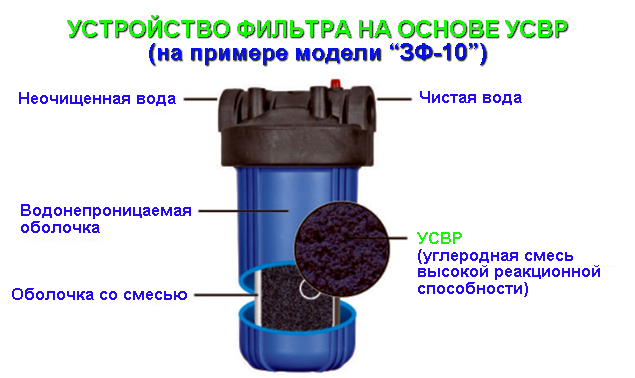 УСТРОЙСТВО ФИЛЬТРА НА ОСНОВЕ УСВР
(на примере модели “ЗФ-10”)
Неочищенная вода
Чистая вода
Водонепроницаемая
оболочка
УСВР
(углеродная смесь
высокой реакционной
способности)
Оболочка со смесью